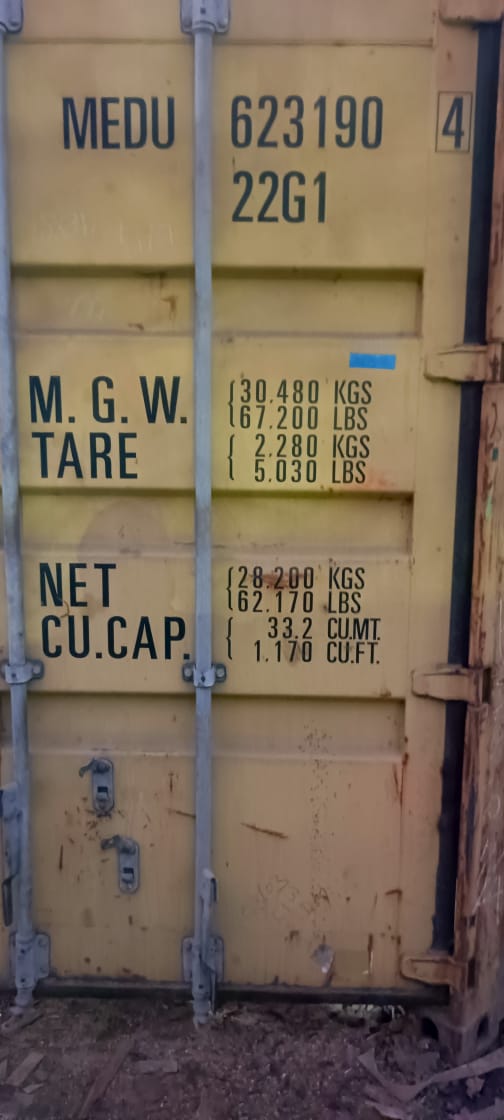 MEDU 623190 4
22G1
M. G. W. 30.480 KGS
67.200 LBS
TARE 2.280 KGS
5.030 LBS
NET 28.200 KGS
62.170 LBS
CU.CAP. 33.2 CU.MT.
1.170 CU.FT.